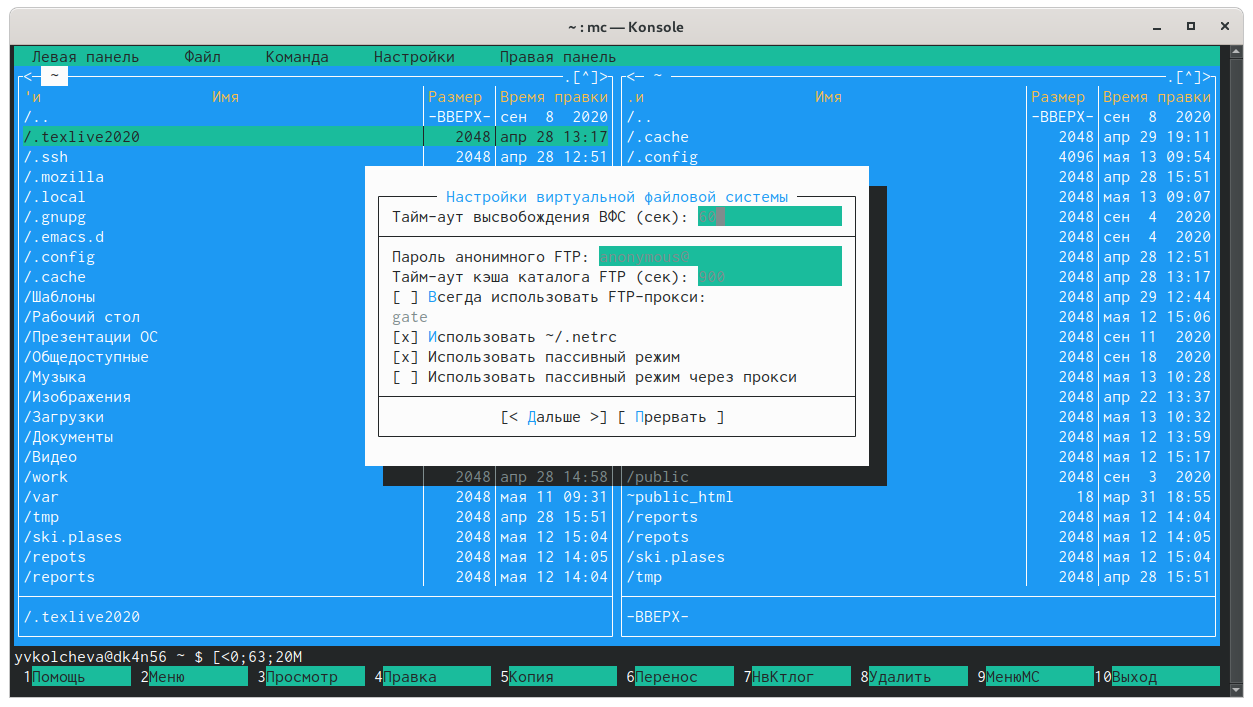 ~ : mc — Konsole
Левая панель Файл Команда Настройки Правая панель
<— ~ .[^]> <— ~ .[^]>
'и Имя Размер Время правки .и Имя Размер Время правки
/.. -ВВЕРХ- сен 8 2020 /.. -ВВЕРХ- сен 8 2020
/.texlive2020 2048 апр 28 13:17 /.cache 2048 апр 29 19:11
/.ssh 2048 апр 28 12:51 /.config 4096 мая 13 09:54
/.mozilla 2048 апр 28 15:51
/.local Настройки виртуальной файловой системы 2048 мая 13 09:07
/.gnupg Тайм-аут высвобождения ВФС (сек): 60 2048 сен 4 2020
/.emacs.d 2048 сен 4 2020
/.config Пароль анонимного FTP: anonymous@ 2048 апр 28 12:51
/.cache Тайм-аут кэша каталога FTP (сек): 900 2048 апр 28 13:17
/Шаблоны [ ] Всегда использовать FTP-прокси: 2048 апр 29 12:44
/Рабочий стол gate 2048 мая 12 15:06
/Презентации ОС [x] Использовать ~/.netrc 2048 сен 11 2020
/Общедоступные [x] Использовать пассивный режим 2048 сен 18 2020
/Музыка [ ] Использовать пассивный режим через прокси 2048 мая 13 10:28
/Изображения 2048 апр 22 13:37
/Загрузки [< Дальше >] [ Прервать ] 2048 мая 13 10:32
/Документы 2048 мая 12 13:59
/Видео 2048 мая 12 15:17
/work 2048 апр 28 14:58 /public 2048 сен 3 2020
/var 2048 мая 11 09:31 ~public_html 18 мар 31 18:55
/tmp 2048 апр 28 15:51 /reports 2048 мая 12 14:04
/ski.plases 2048 мая 12 15:04 /repots 2048 мая 12 14:05
/repots 2048 мая 12 14:05 /ski.plases 2048 мая 12 15:04
/reports 2048 мая 12 14:04 /tmp 2048 апр 28 15:51
/.texlive2020 -ВВЕРХ-
yvkolcheva@dk4n56 ~ $ [<0;63;20M
1Помощь 2Меню 3Просмотр 4Правка 5Копия 6Перенос 7НвКтлог 8Удалить 9МенюMC 10Выход